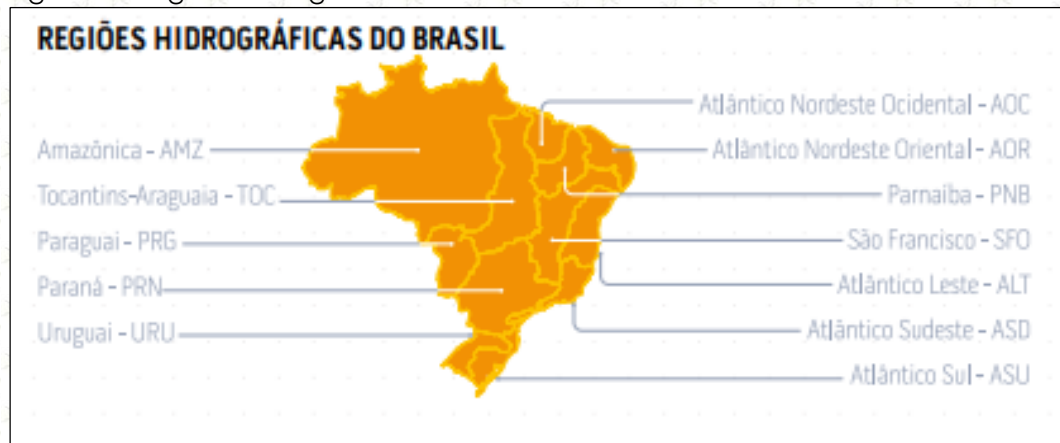 REGIÕES HIDROGRÁFICAS DO BRASIL
Amazônica - AMZ
Tocantins-Araguaia - TOC
Paraguai - PRG
Paraná - PRN
Uruguai - URU
Atlântico Nordeste Ocidental - AOC
Atlântico Nordeste Oriental - AOR
Parnaíba - PNB
São Francisco - SFO
Atlântico Leste - ALT
Atlântico Sudeste - ASD
Atlântico Sul - ASU